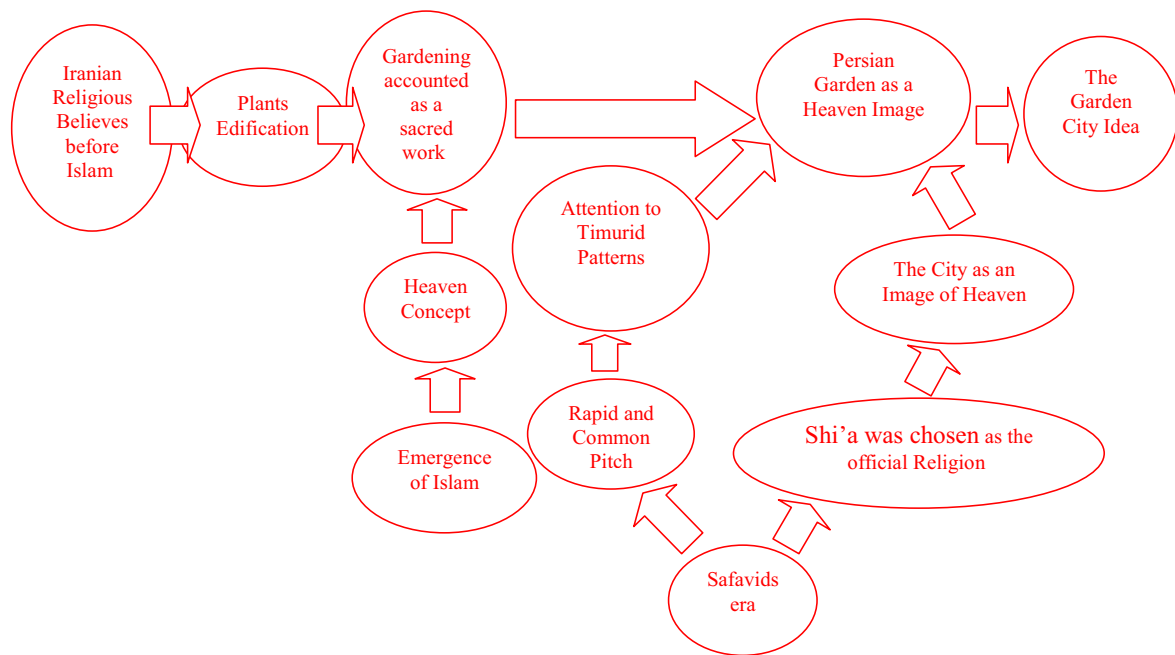 Iranian
Religious
Believes
before
Islam
Plants
Edification
Gardening
accounted
as a
sacred
work
Persian
Garden as a
Heaven Image
The
Garden
City Idea
Attention to
Timurid
Patterns
Heaven
Concept
The City as an
Image of Heaven
Rapid and
Common
Pitch
Emergence
of Islam
Shi’a was chosen as the
official Religion
Safavids
era